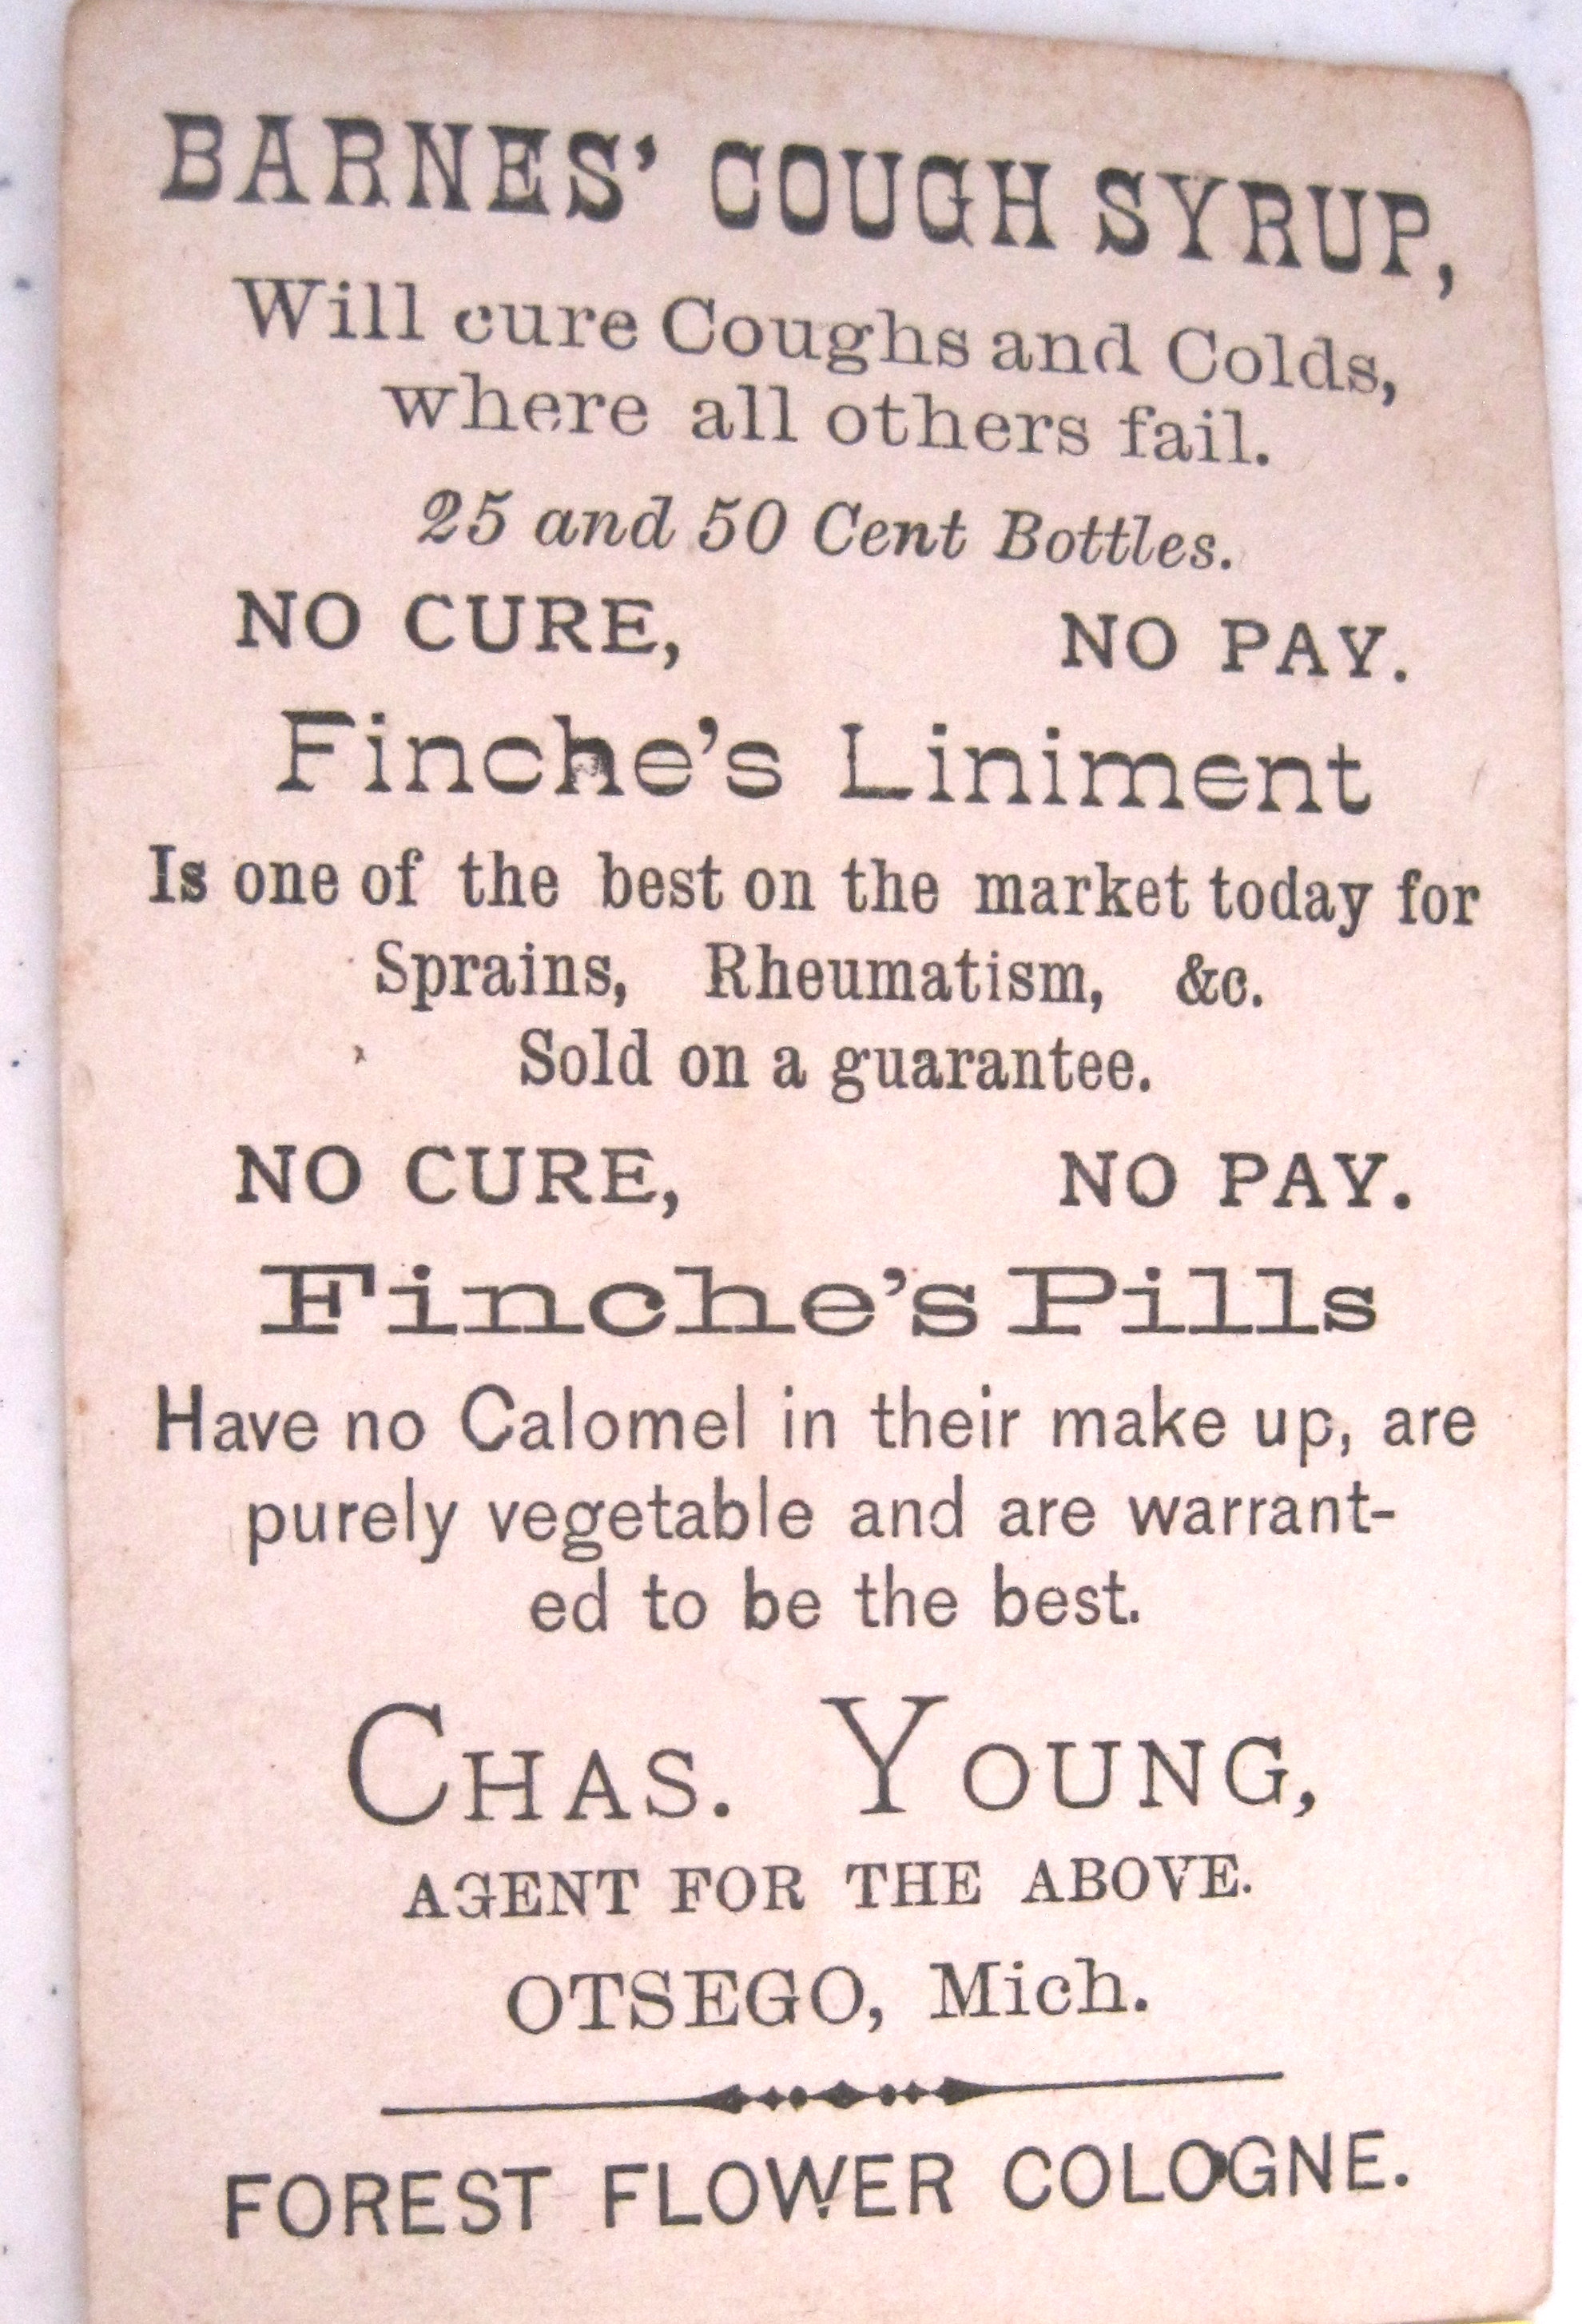 BARNES' COUGH SYRUP,
Will cure Coughs and Colds,
where all others fail.
25 and 50 Cent Bottles.
NO CURE, NO PAY.
Finche's Liniment
Is one of the best on the market today for
Sprains, Rheumatism, &c.
Sold on a guarantee.
NO CURE, NO PAY.
Finche's Pills
Have no Calomel in their make up, are
purely vegetable and are warrant-
ed to be the best.
CHAS. YOUNG,
AGENT FOR THE ABOVE.
OTSEGO, Mich.
FOREST FLOWER COLOGNE.